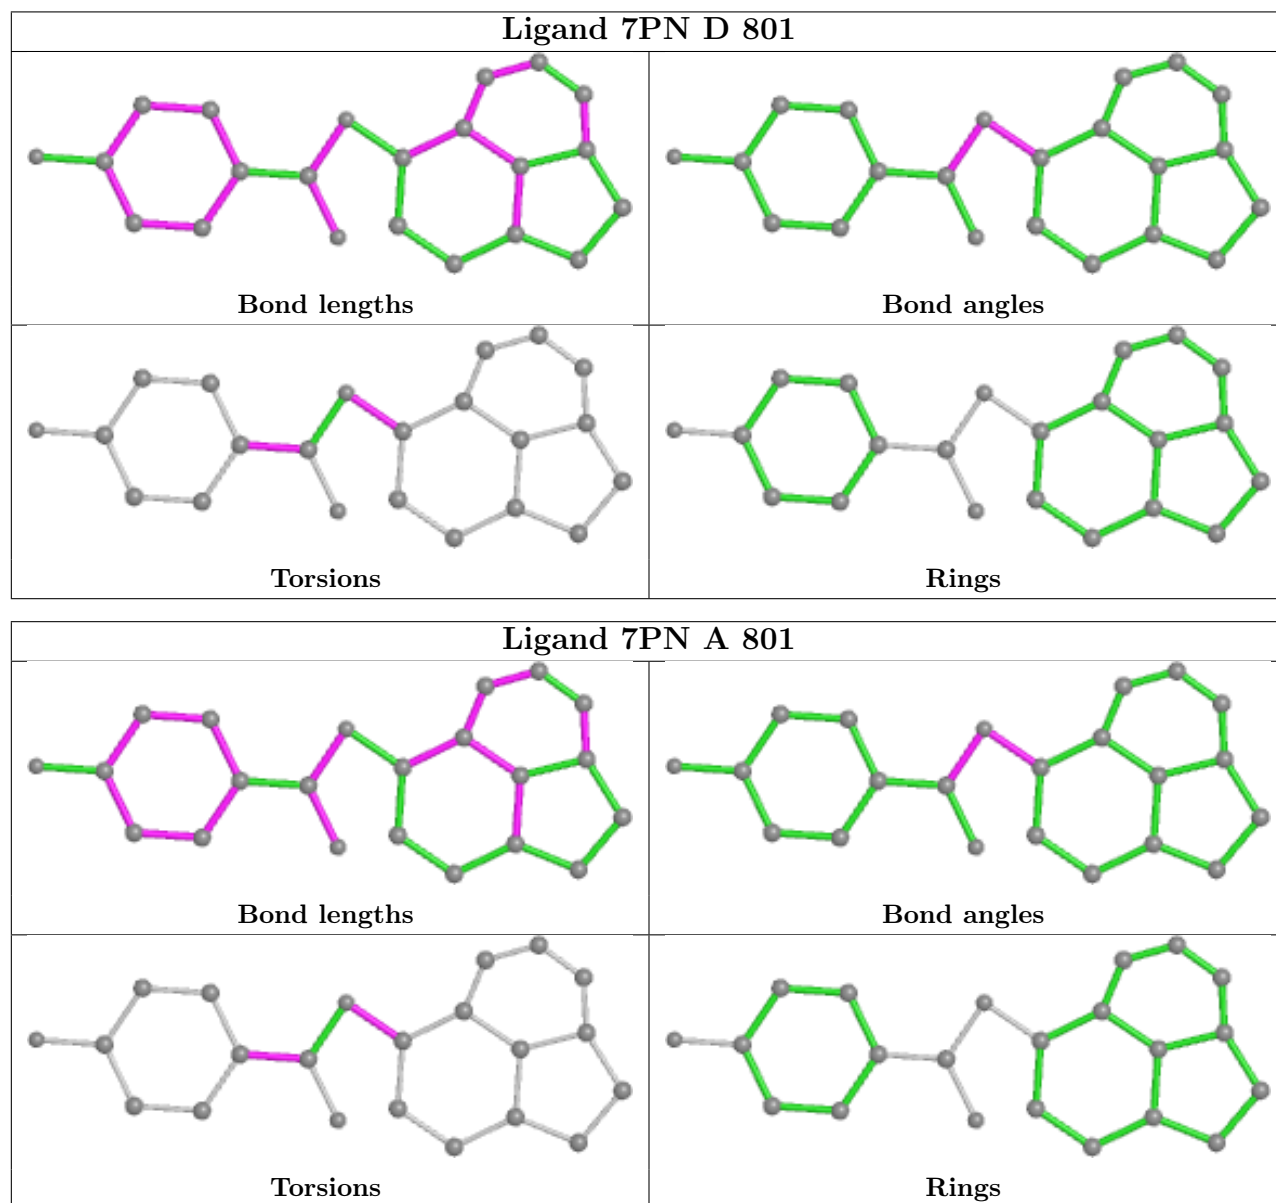 Ligand 7PN D 801
Bond lengths
Bond angles
Torsions
Rings
Ligand 7PN A 801
Bond lengths
Bond angles
Torsions
Rings